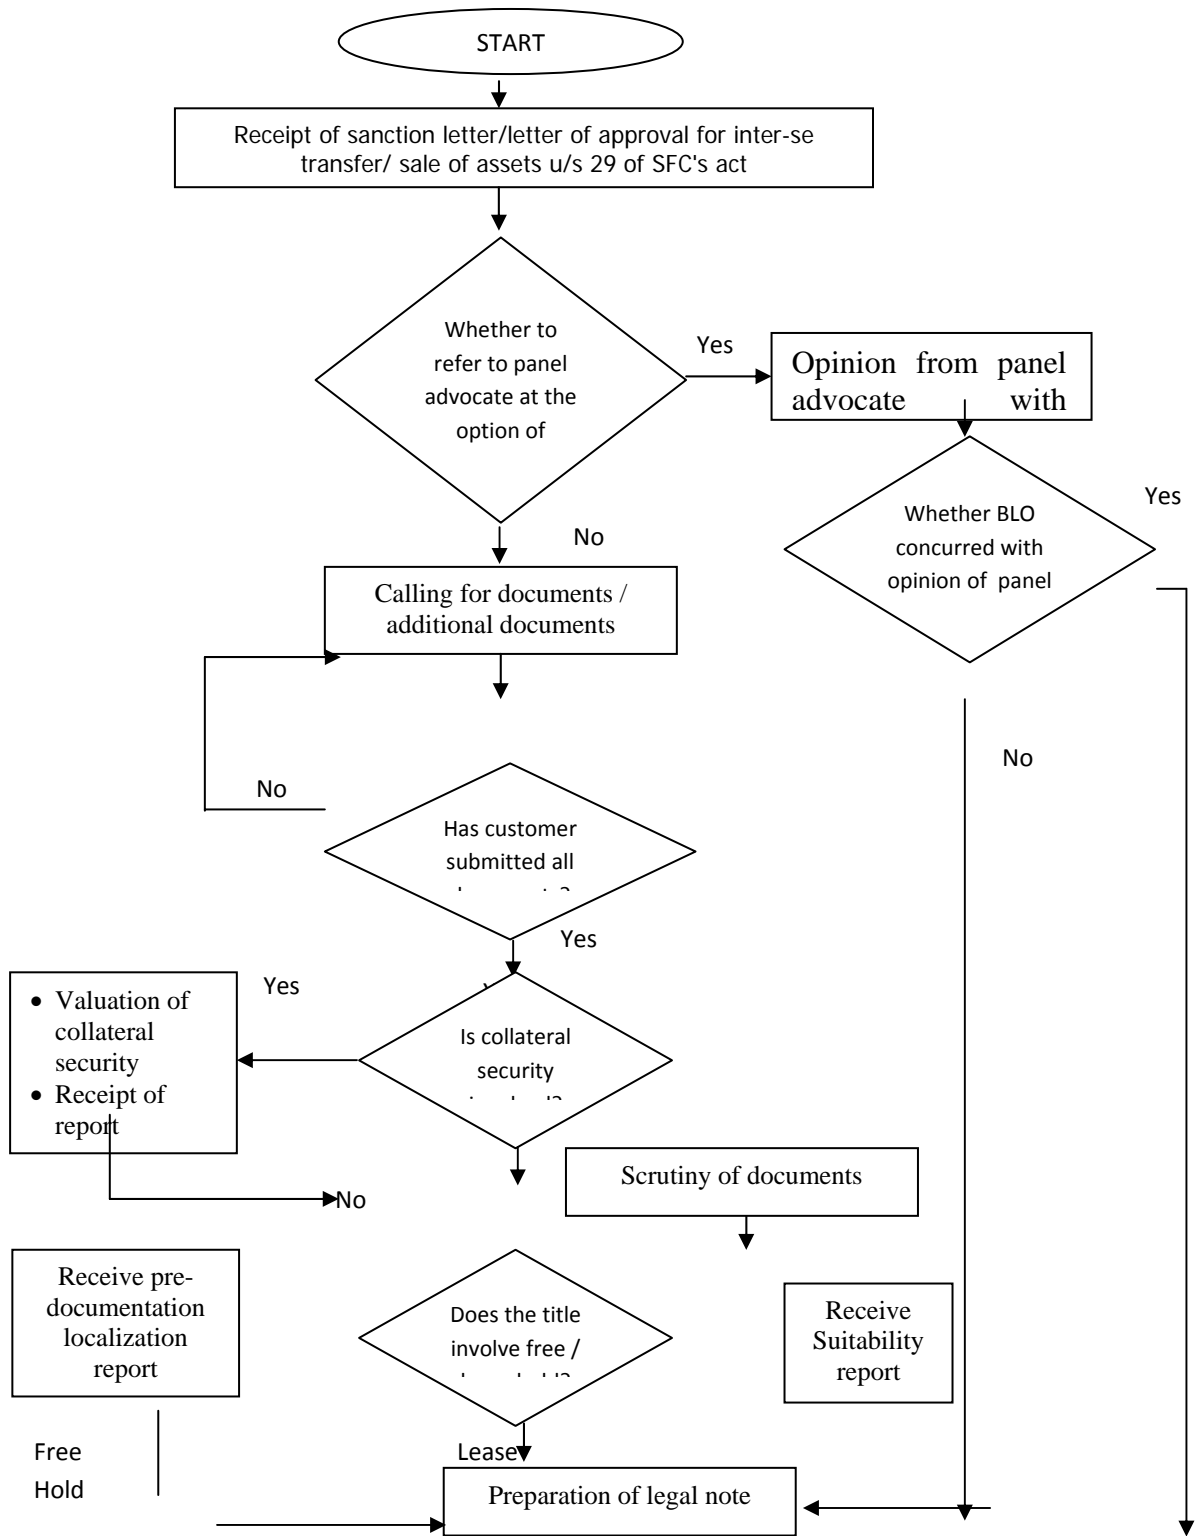 START
Receipt of sanction letter/letter of approval for inter-se
transfer/ sale of assets u/s 29 of SFC's act
Whether to
refer to panel
advocate at the
option of
Yes
Opinion from panel
advocate with
Whether BLO
concurred with
opinion of panel
Yes
No
Calling for documents /
additional documents
No
No
Has customer
submitted all
Yes
Yes
• Valuation of
collateral
security
• Receipt of
report
Is collateral
security
Scrutiny of documents
No
Receive pre-
documentation
localization
report
Does the title
involve free /
Receive
Suitability
report
Free
Hold
Lease
Preparation of legal note